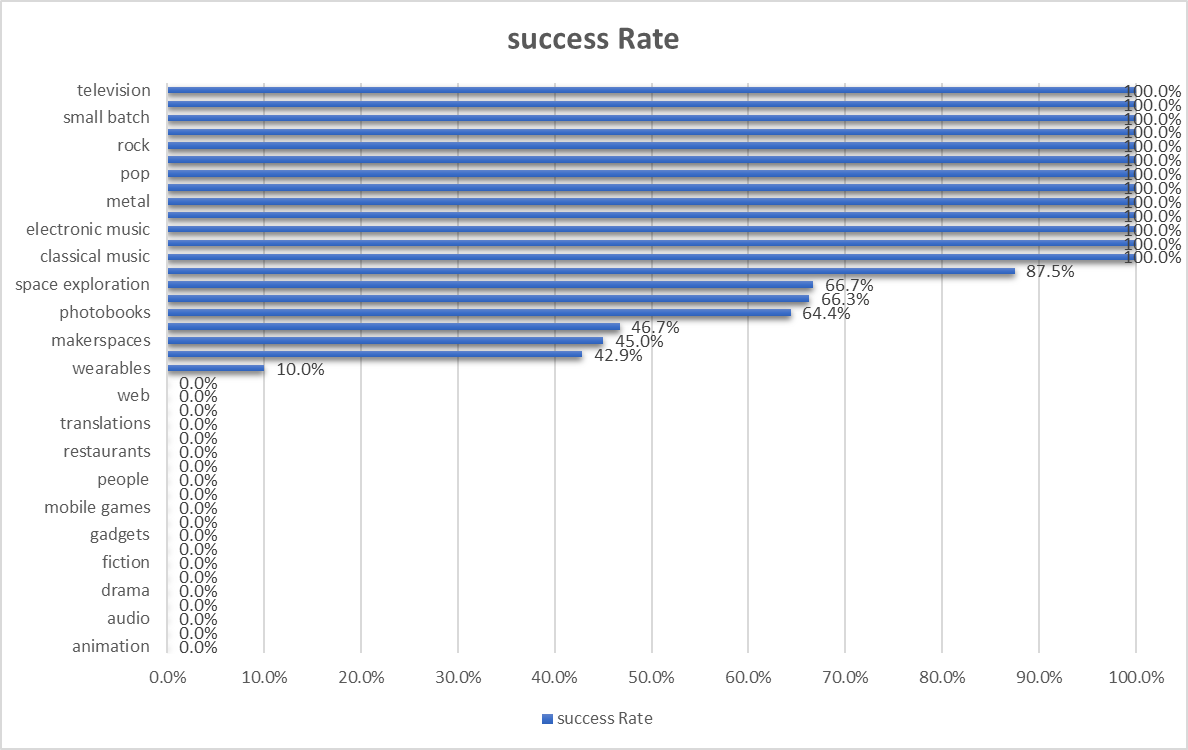 success Rate
television 100.0%
100.0%
small batch 100.0%
100.0%
rock 100.0%
100.0%
pop 100.0%
100.0%
metal 100.0%
100.0%
electronic music 100.0%
100.0%
classical music 100.0%
87.5%
space exploration 66.7%
66.3%
photobooks 64.4%
46.7%
makerspaces 45.0%
42.9%
wearables 10.0%
0.0%
web 0.0%
0.0%
translations 0.0%
0.0%
restaurants 0.0%
0.0%
people 0.0%
0.0%
mobile games 0.0%
0.0%
gadgets 0.0%
0.0%
fiction 0.0%
0.0%
drama 0.0%
0.0%
audio 0.0%
0.0%
animation 0.0%
0.0% 10.0% 20.0% 30.0% 40.0% 50.0% 60.0% 70.0% 80.0% 90.0% 100.0%
success Rate